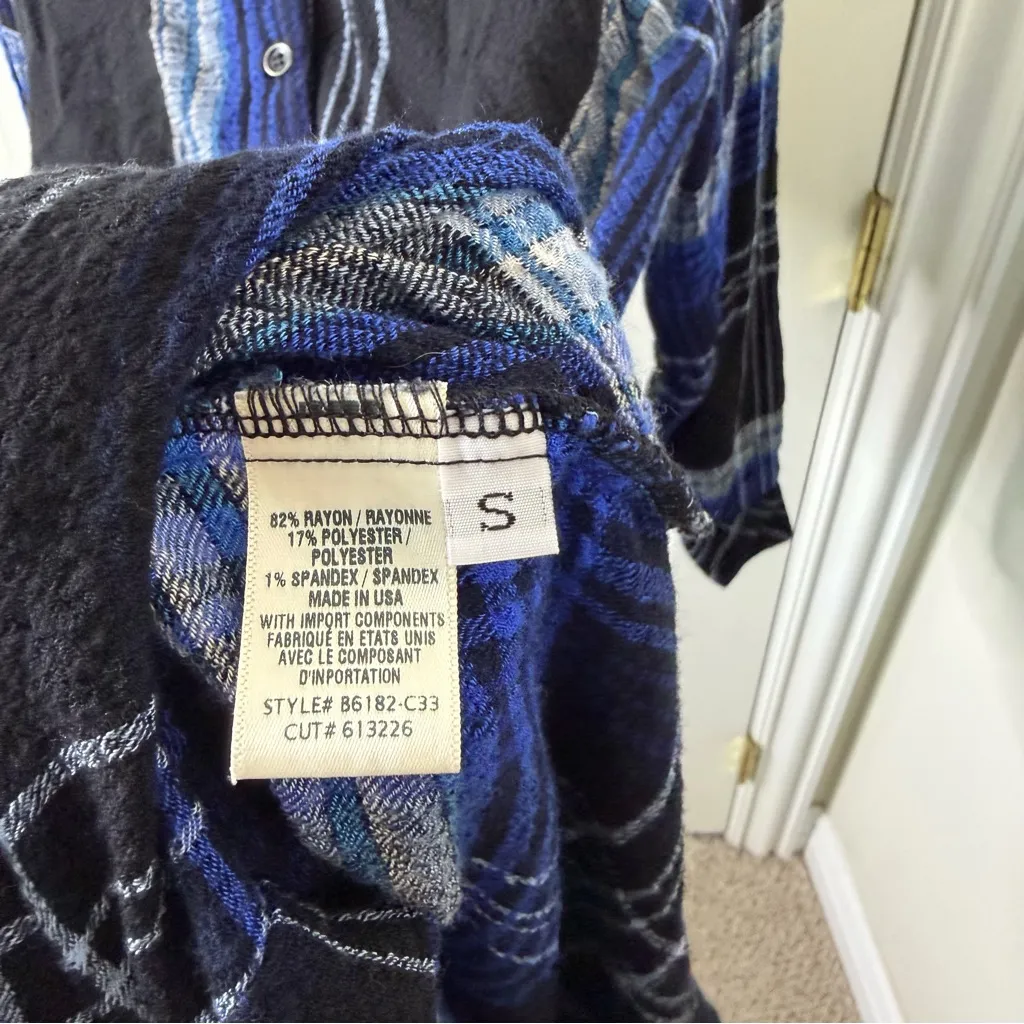 82% RAYON / RAYONNE
17% POLYESTER /
POLYESTER
1% SPANDEX / SPANDEX
MADE IN USA
WITH IMPORT COMPONENTS
FABRIQUÉ EN ETATS UNIS
AVEC LE COMPOSANT
D'INPORTATION
STYLE# B6182-C33
CUT# 613226
S